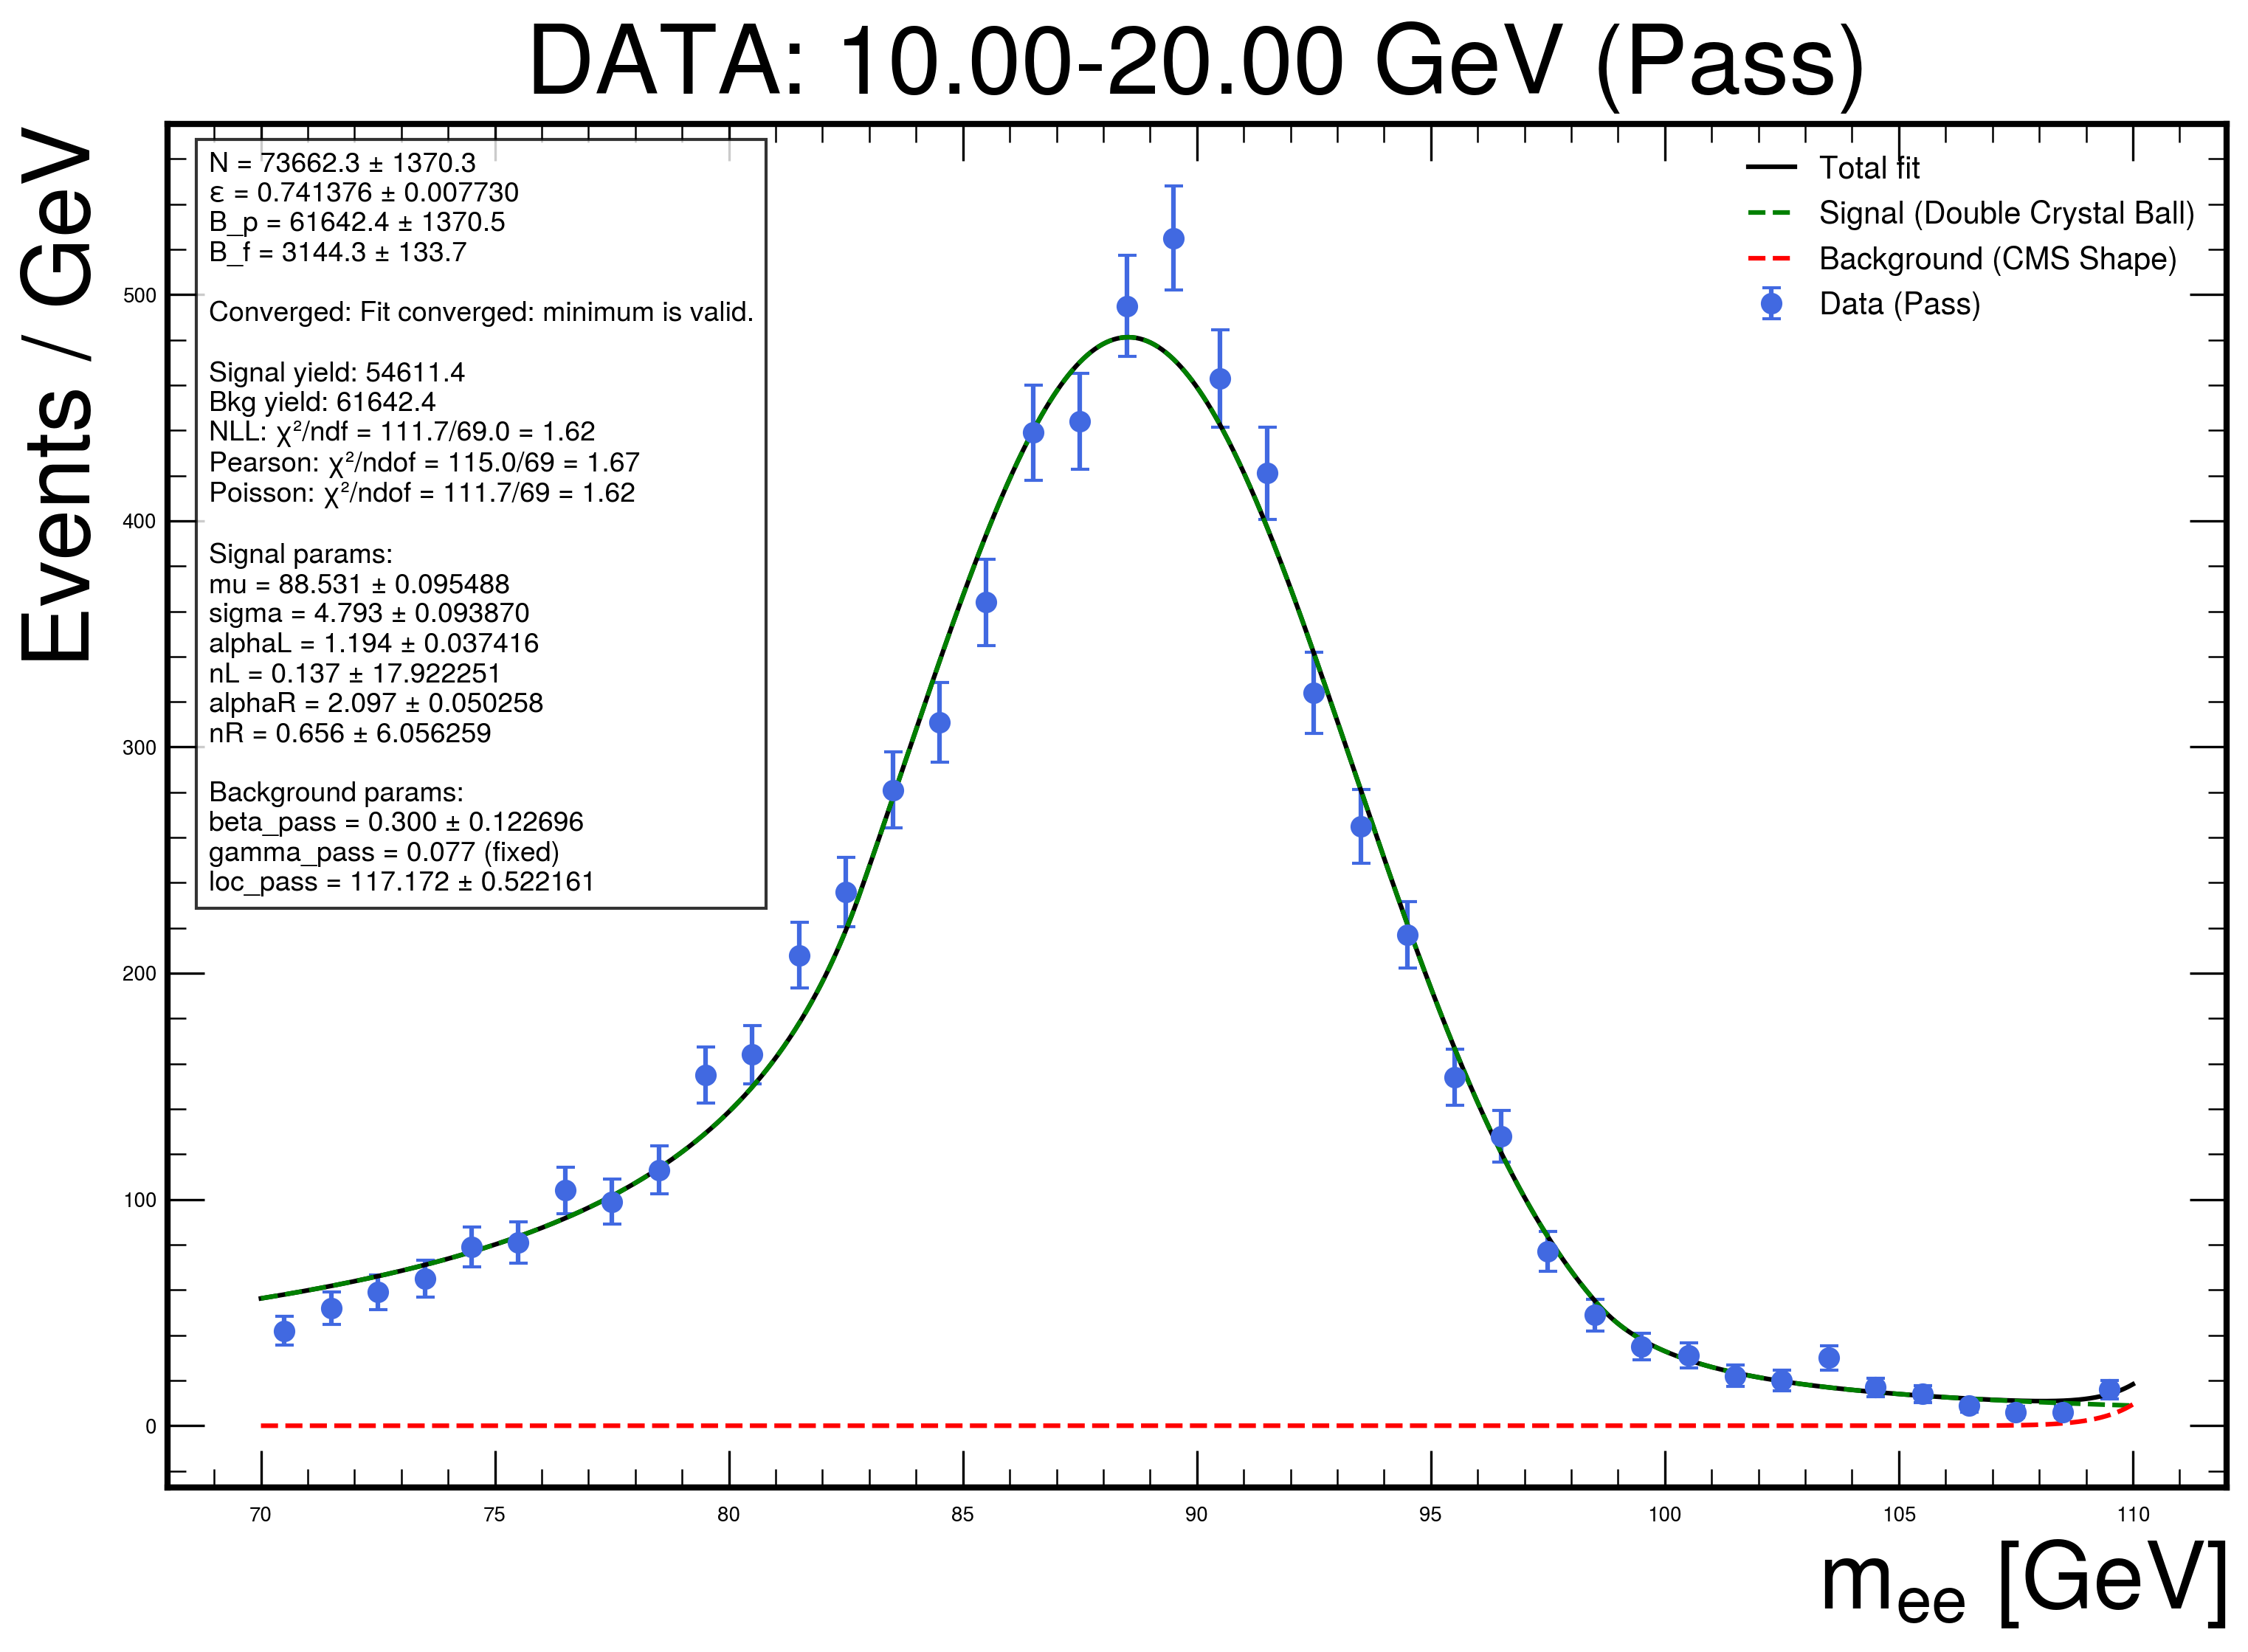 DATA: 10.00-20.00 GeV (Pass)
Events / GeV
N = 73662.3 ± 1370.3
ε = 0.741376 ± 0.007730
B_p = 61642.4 ± 1370.5
B_f = 3144.3 ± 133.7
Converged: Fit converged: minimum is valid.
Signal yield: 54611.4
Bkg yield: 61642.4
NLL: χ²/ndf = 111.7/69.0 = 1.62
Pearson: χ²/ndof = 115.0/69 = 1.67
Poisson: χ²/ndof = 111.7/69 = 1.62
Signal params:
mu = 88.531 ± 0.095488
sigma = 4.793 ± 0.093870
alphaL = 1.194 ± 0.037416
nL = 0.137 ± 17.922251
alphaR = 2.097 ± 0.050258
nR = 0.656 ± 6.056259
Background params:
beta_pass = 0.300 ± 0.122696
gamma_pass = 0.077 (fixed)
loc_pass = 117.172 ± 0.522161
Total fit
Signal (Double Crystal Ball)
Background (CMS Shape)
Data (Pass)
500
400
300
200
100
0
70 75 80 85 90 95 100 105 110
m_ee [GeV]